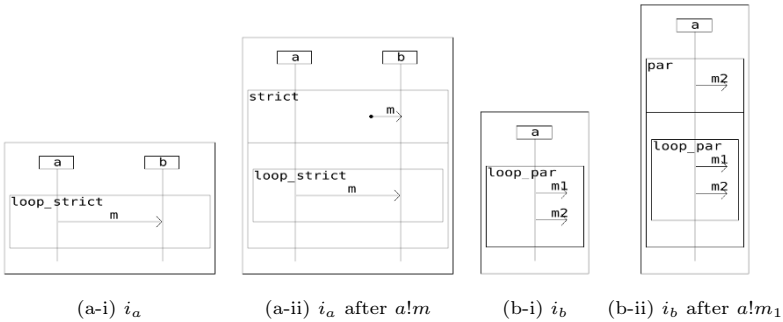 a b
loop_strict
m
(a-i) i_a
a b
strict
m
loop_strict
m
(a-ii) i_a after a!m
a
loop_par
m1
m2
(b-i) i_b
a
par
m2
loop_par
m1
m2
(b-ii) i_b after a!m_1